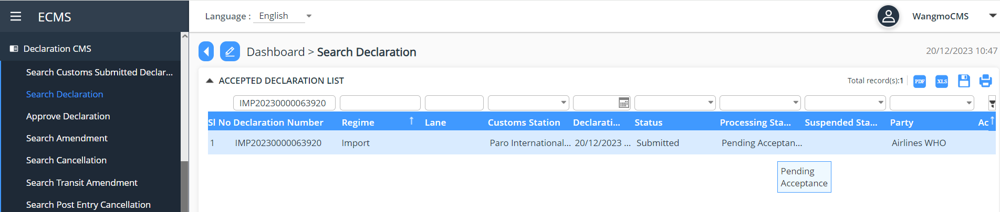 ECMS
Language : English
WangmoCMS
Declaration CMS
Search Customs Submitted Declar...
Search Declaration
Approve Declaration
Search Amendment
Search Cancellation
Search Transit Amendment
Search Post Entry Cancellation
Dashboard > Search Declaration
20/12/2023 10:47
ACCEPTED DECLARATION LIST
Total record(s):1
PDF
XLS
IMP20230000063920
Sl No Declaration Number Regime Lane Customs Station Declarati... Status Processing Sta... Suspended Sta... Party Ac
1 IMP20230000063920 Import Paro International... 20/12/2023 ... Submitted Pending Acceptan... Airlines WHO
Pending
Acceptance